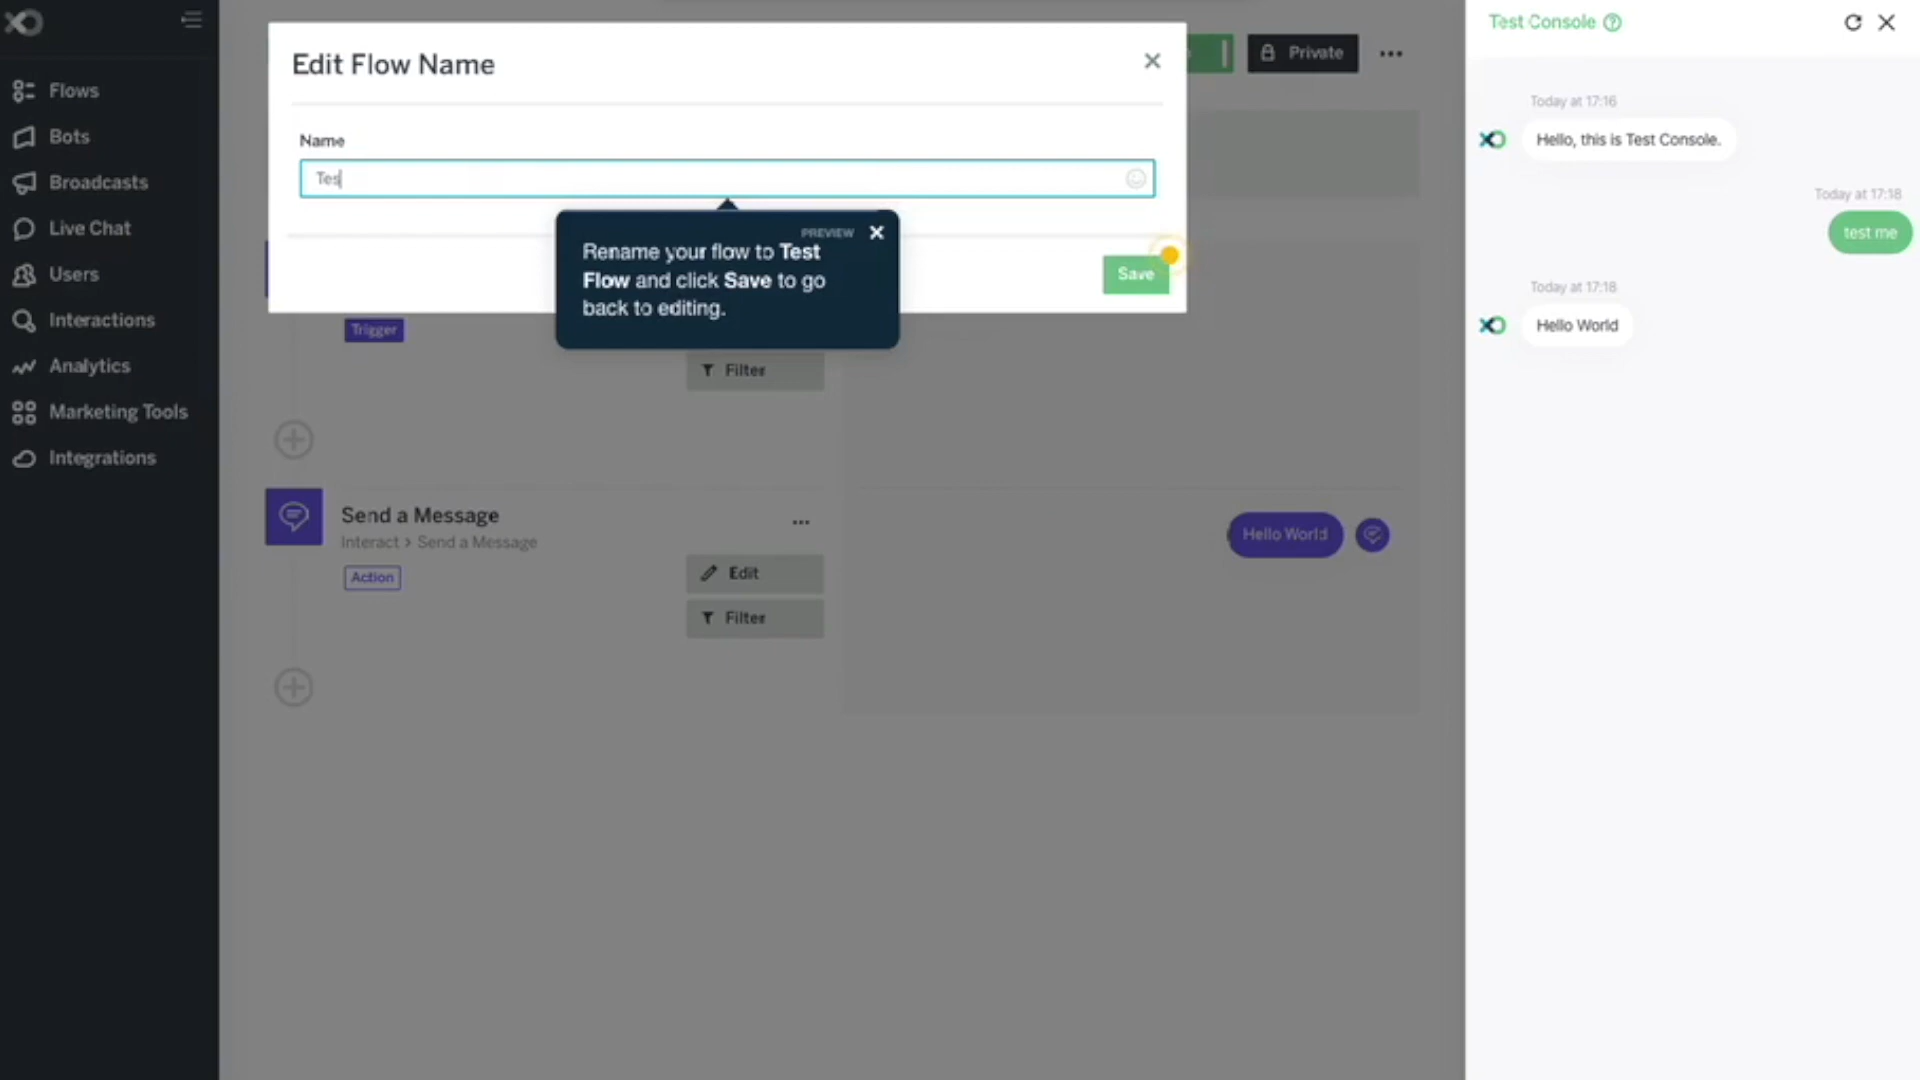 Flows
Bots
Broadcasts
Live Chat
Users
Interactions
Analytics
Marketing Tools
Integrations
Edit Flow Name
Name
Tes
PREVIEW
Rename your flow to Test
Flow and click Save to go
back to editing.
Save
Private
Trigger
Filter
Send a Message
Interact > Send a Message
Action
Edit
Filter
Hello World
Test Console
Today at 17:16
Hello, this is Test Console.
Today at 17:18
test me
Today at 17:18
Hello World